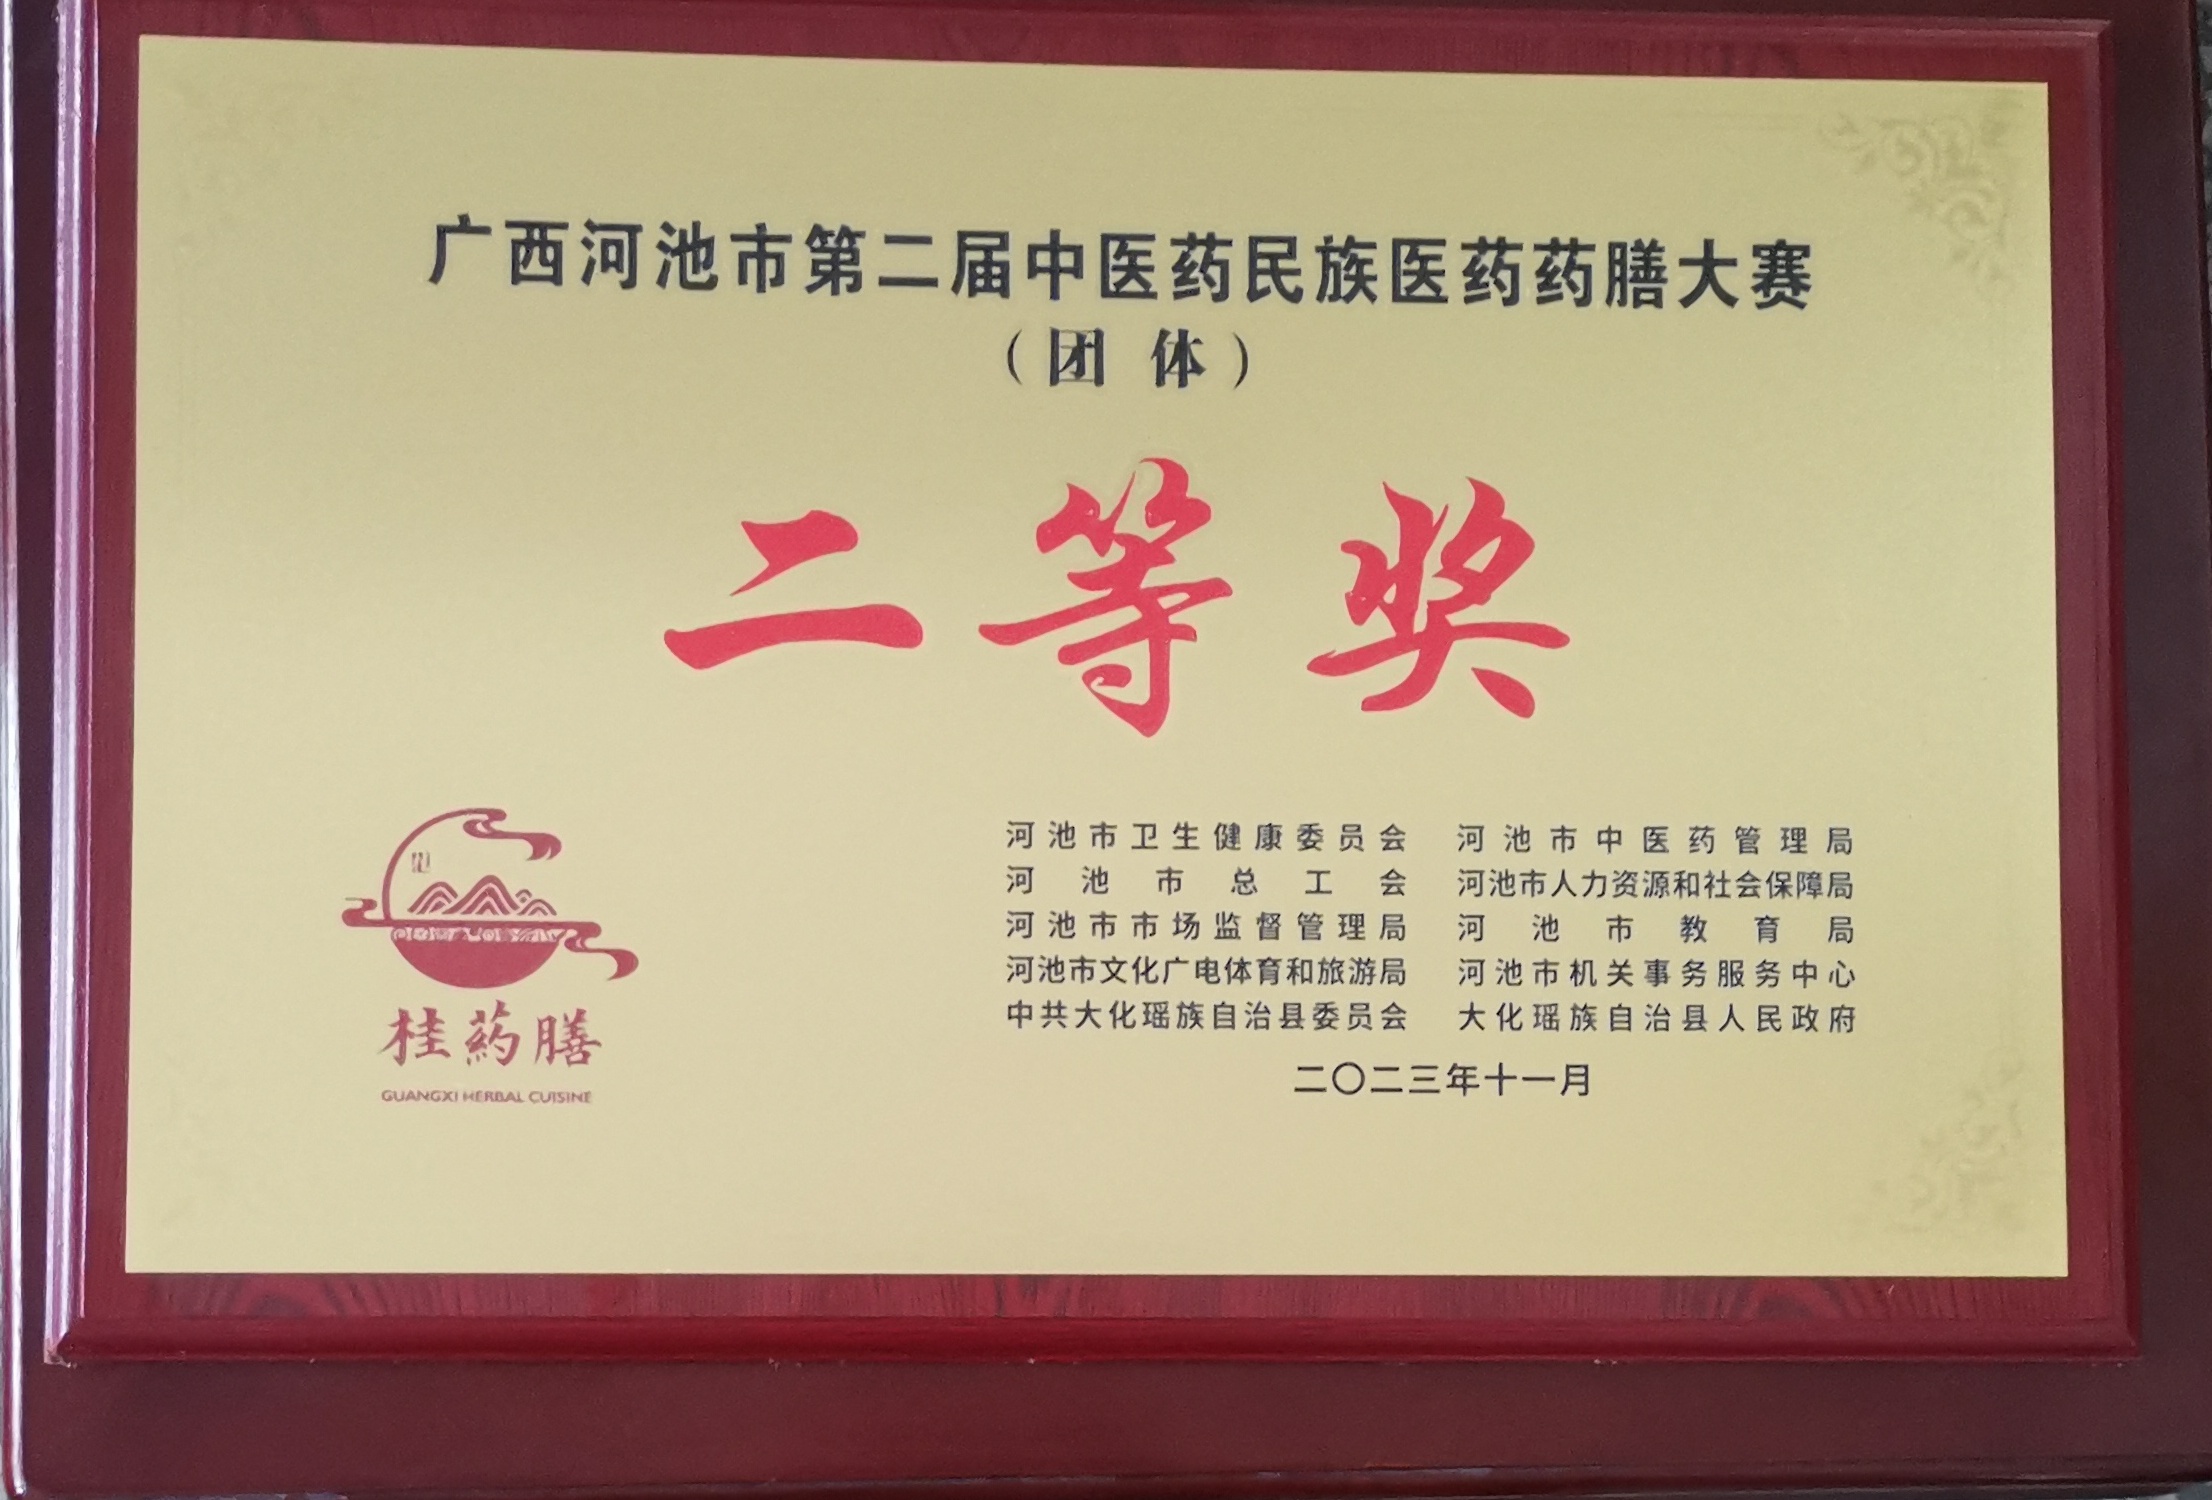 广西河池市第二届中医药民族医药药膳大赛
（团体）
二等奖
河池市卫生健康委员会 河池市中医药管理局
河池市总工会 河池市人力资源和社会保障局
河池市市场监督管理局 河池市教育局
河池市文化广电体育和旅游局 河池市机关事务服务中心
中共大化瑶族自治县委员会 大化瑶族自治县人民政府
二〇二三年十一月
桂药膳
GUANGXI HERBAL CUISINE